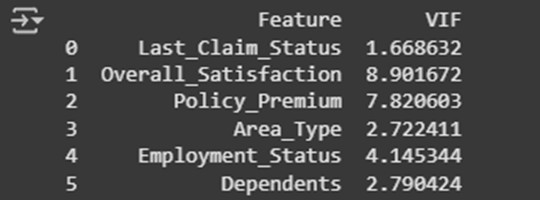 Feature VIF
0 Last_Claim_Status 1.668632
1 Overall_Satisfaction 8.901672
2 Policy_Premium 7.820603
3 Area_Type 2.722411
4 Employment_Status 4.145344
5 Dependents 2.790424